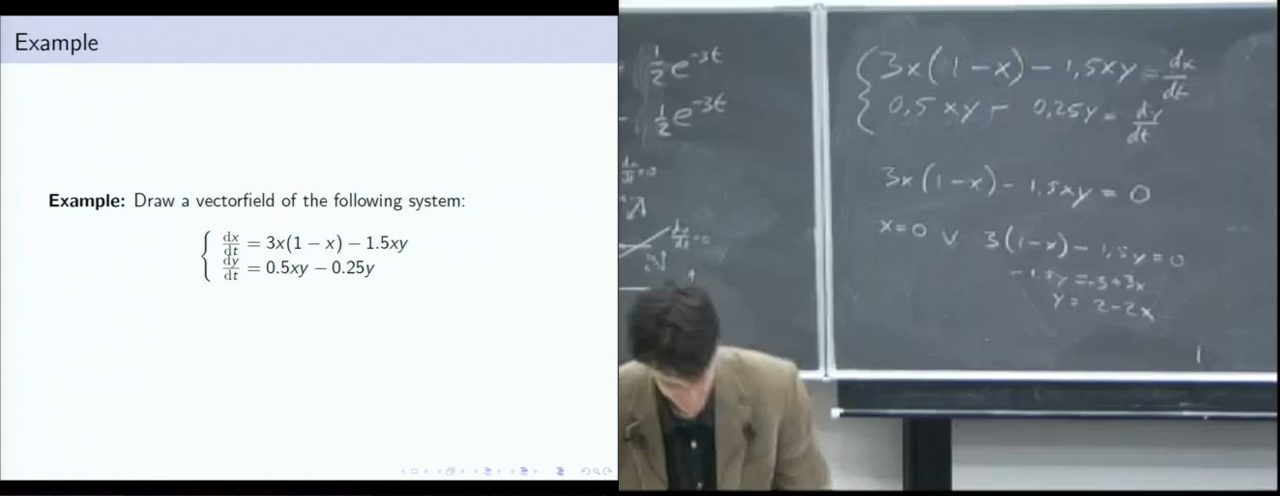 Example
Example: Draw a vectorfield of the following system:
{ dx/dt = 3x(1 − x) − 1.5xy
dy/dt = 0.5xy − 0.25y
½e^-3t
½e^-3t
{ 3x(1-x) - 1,5xy = dx/dt
0,5xy - 0,25y = dy/dt
3x(1-x) - 1,5xy = 0
x=0 ∨ 3(1-x) - 1,5y = 0
-1,5y = -3+3x
y = 2-2x